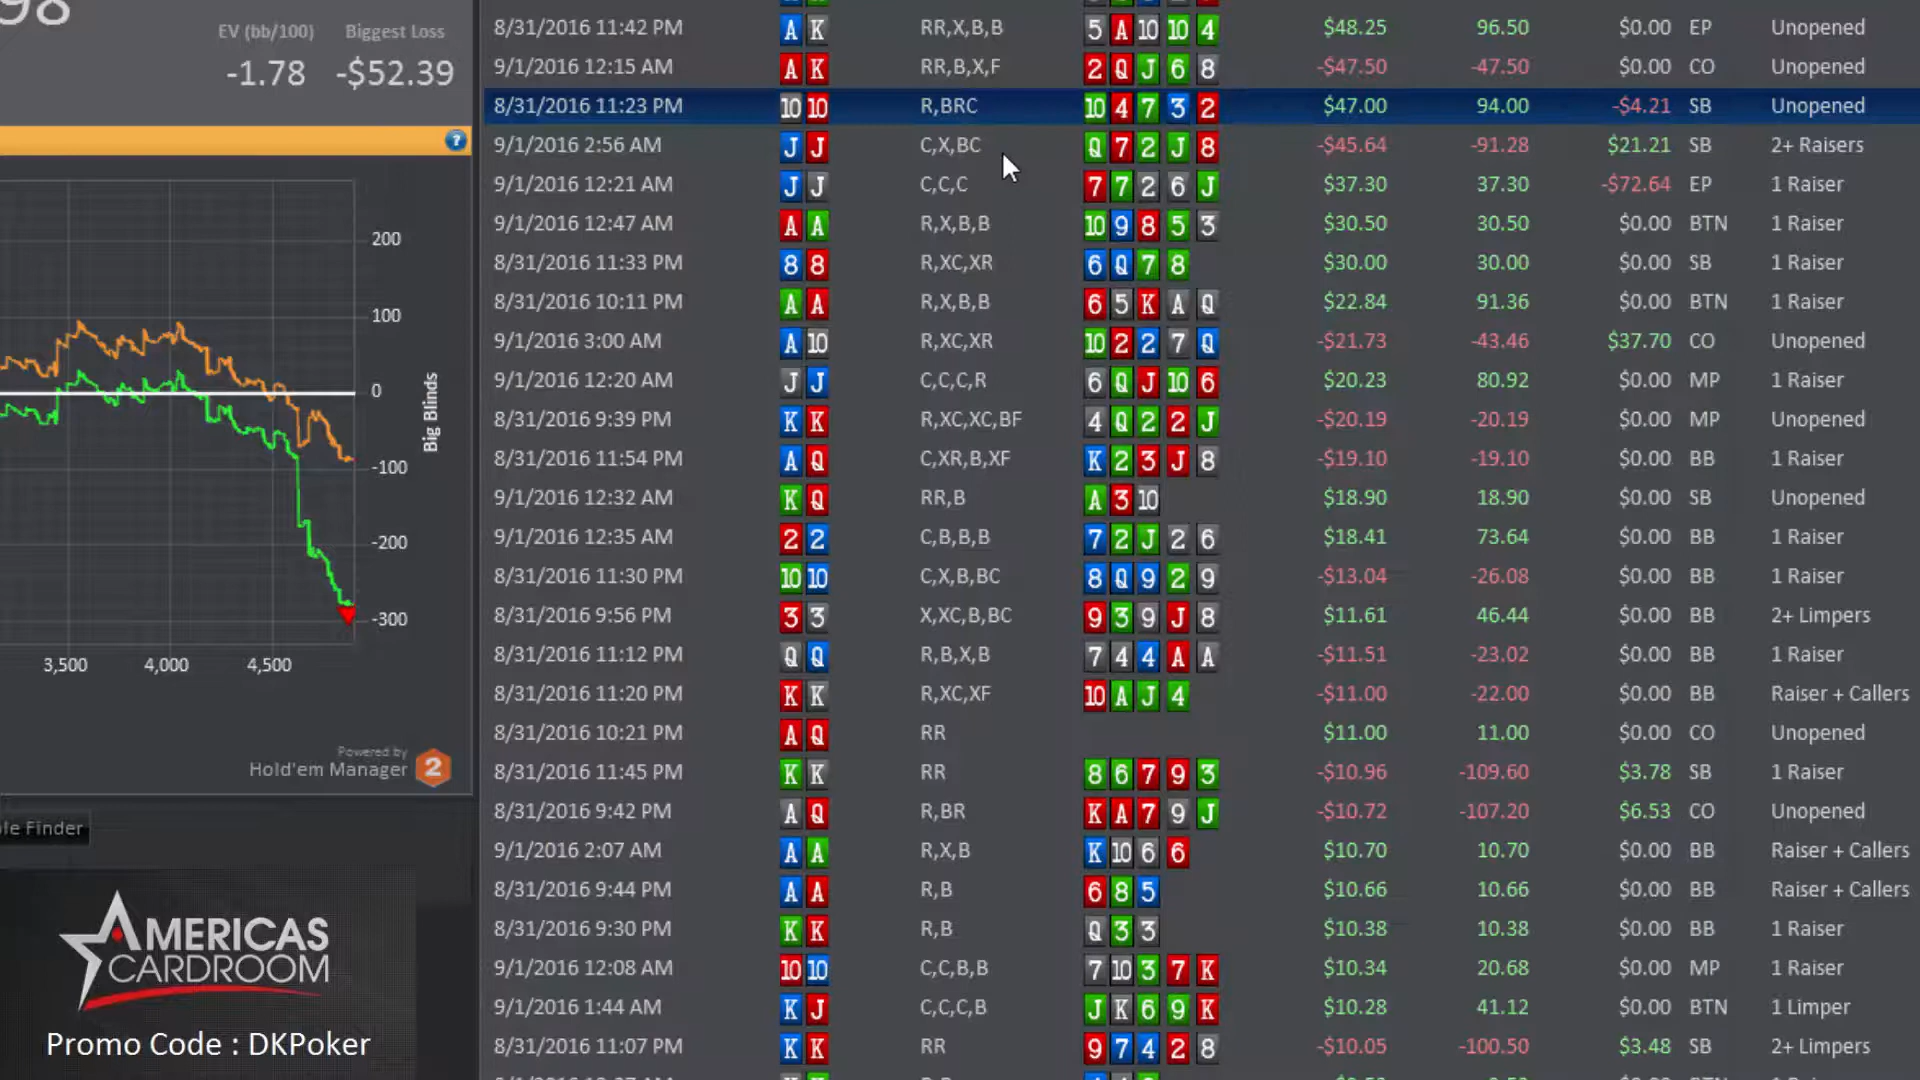 98
EV (bb/100) Biggest Loss
-1.78 -$52.39
?
200
100
0
-100
-200
-300
Big Blinds
3,500 4,000 4,500
Powered by
Hold'em Manager 2
le Finder
AMERICAS
CARDROOM
Promo Code : DKPoker
8/31/2016 11:42 PM A K RR,X,B,B 5 A 10 10 4 $48.25 96.50 $0.00 EP Unopened
9/1/2016 12:15 AM A K RR,B,X,F 2 Q J 6 8 -$47.50 -47.50 $0.00 CO Unopened
8/31/2016 11:23 PM 10 10 R,BRC 10 4 7 3 2 $47.00 94.00 -$4.21 SB Unopened
9/1/2016 2:56 AM J J C,X,BC Q 7 2 J 8 -$45.64 -91.28 $21.21 SB 2+ Raisers
9/1/2016 12:21 AM J J C,C,C 7 7 2 6 J $37.30 37.30 -$72.64 EP 1 Raiser
9/1/2016 12:47 AM A A R,X,B,B 10 9 8 5 3 $30.50 30.50 $0.00 BTN 1 Raiser
8/31/2016 11:33 PM 8 8 R,XC,XR 6 Q 7 8 $30.00 30.00 $0.00 SB 1 Raiser
8/31/2016 10:11 PM A A R,X,B,B 6 5 K A Q $22.84 91.36 $0.00 BTN 1 Raiser
9/1/2016 3:00 AM A 10 R,XC,XR 10 2 2 7 Q -$21.73 -43.46 $37.70 CO Unopened
9/1/2016 12:20 AM J J C,C,C,R 6 Q J 10 6 $20.23 80.92 $0.00 MP 1 Raiser
8/31/2016 9:39 PM K K R,XC,XC,BF 4 Q 2 2 J -$20.19 -20.19 $0.00 MP Unopened
8/31/2016 11:54 PM A Q C,XR,B,XF K 2 3 J 8 -$19.10 -19.10 $0.00 BB 1 Raiser
9/1/2016 12:32 AM K Q RR,B A 3 10 $18.90 18.90 $0.00 SB Unopened
9/1/2016 12:35 AM 2 2 C,B,B,B 7 2 J 2 6 $18.41 73.64 $0.00 BB 1 Raiser
8/31/2016 11:30 PM 10 10 C,X,B,BC 8 Q 9 2 9 -$13.04 -26.08 $0.00 BB 1 Raiser
8/31/2016 9:56 PM 3 3 X,XC,B,BC 9 3 9 J 8 $11.61 46.44 $0.00 BB 2+ Limpers
8/31/2016 11:12 PM Q Q R,B,X,B 7 4 4 A A -$11.51 -23.02 $0.00 BB 1 Raiser
8/31/2016 11:20 PM K K R,XC,XF 10 A J 4 -$11.00 -22.00 $0.00 BB Raiser + Callers
8/31/2016 10:21 PM A Q RR $11.00 11.00 $0.00 CO Unopened
8/31/2016 11:45 PM K K RR 8 6 7 9 3 -$10.96 -109.60 $3.78 SB 1 Raiser
8/31/2016 9:42 PM A Q R,BR K A 7 9 J -$10.72 -107.20 $6.53 CO Unopened
9/1/2016 2:07 AM A A R,X,B K 10 6 6 $10.70 10.70 $0.00 BB Raiser + Callers
8/31/2016 9:44 PM A A R,B 6 8 5 $10.66 10.66 $0.00 BB Raiser + Callers
8/31/2016 9:30 PM K K R,B Q 3 3 $10.38 10.38 $0.00 BB 1 Raiser
9/1/2016 12:08 AM 10 10 C,C,B,B 7 10 3 7 K $10.34 20.68 $0.00 MP 1 Raiser
9/1/2016 1:44 AM K J C,C,C,B J K 6 9 K $10.28 41.12 $0.00 BTN 1 Limper
8/31/2016 11:07 PM K K RR 9 7 4 2 8 -$10.05 -100.50 $3.48 SB 2+ Limpers